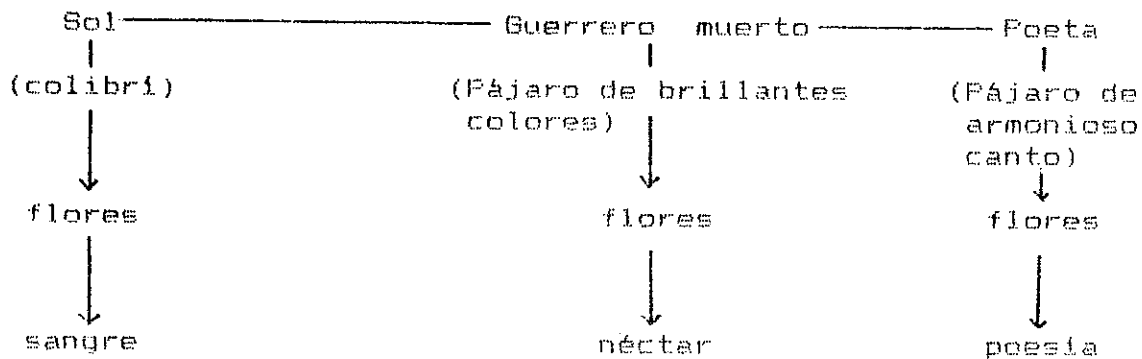 Sol Guerrero muerto Poeta
(colibrí) (Pájaro de brillantes colores) (Pájaro de armonioso canto)
flores flores flores
sangre néctar poesía